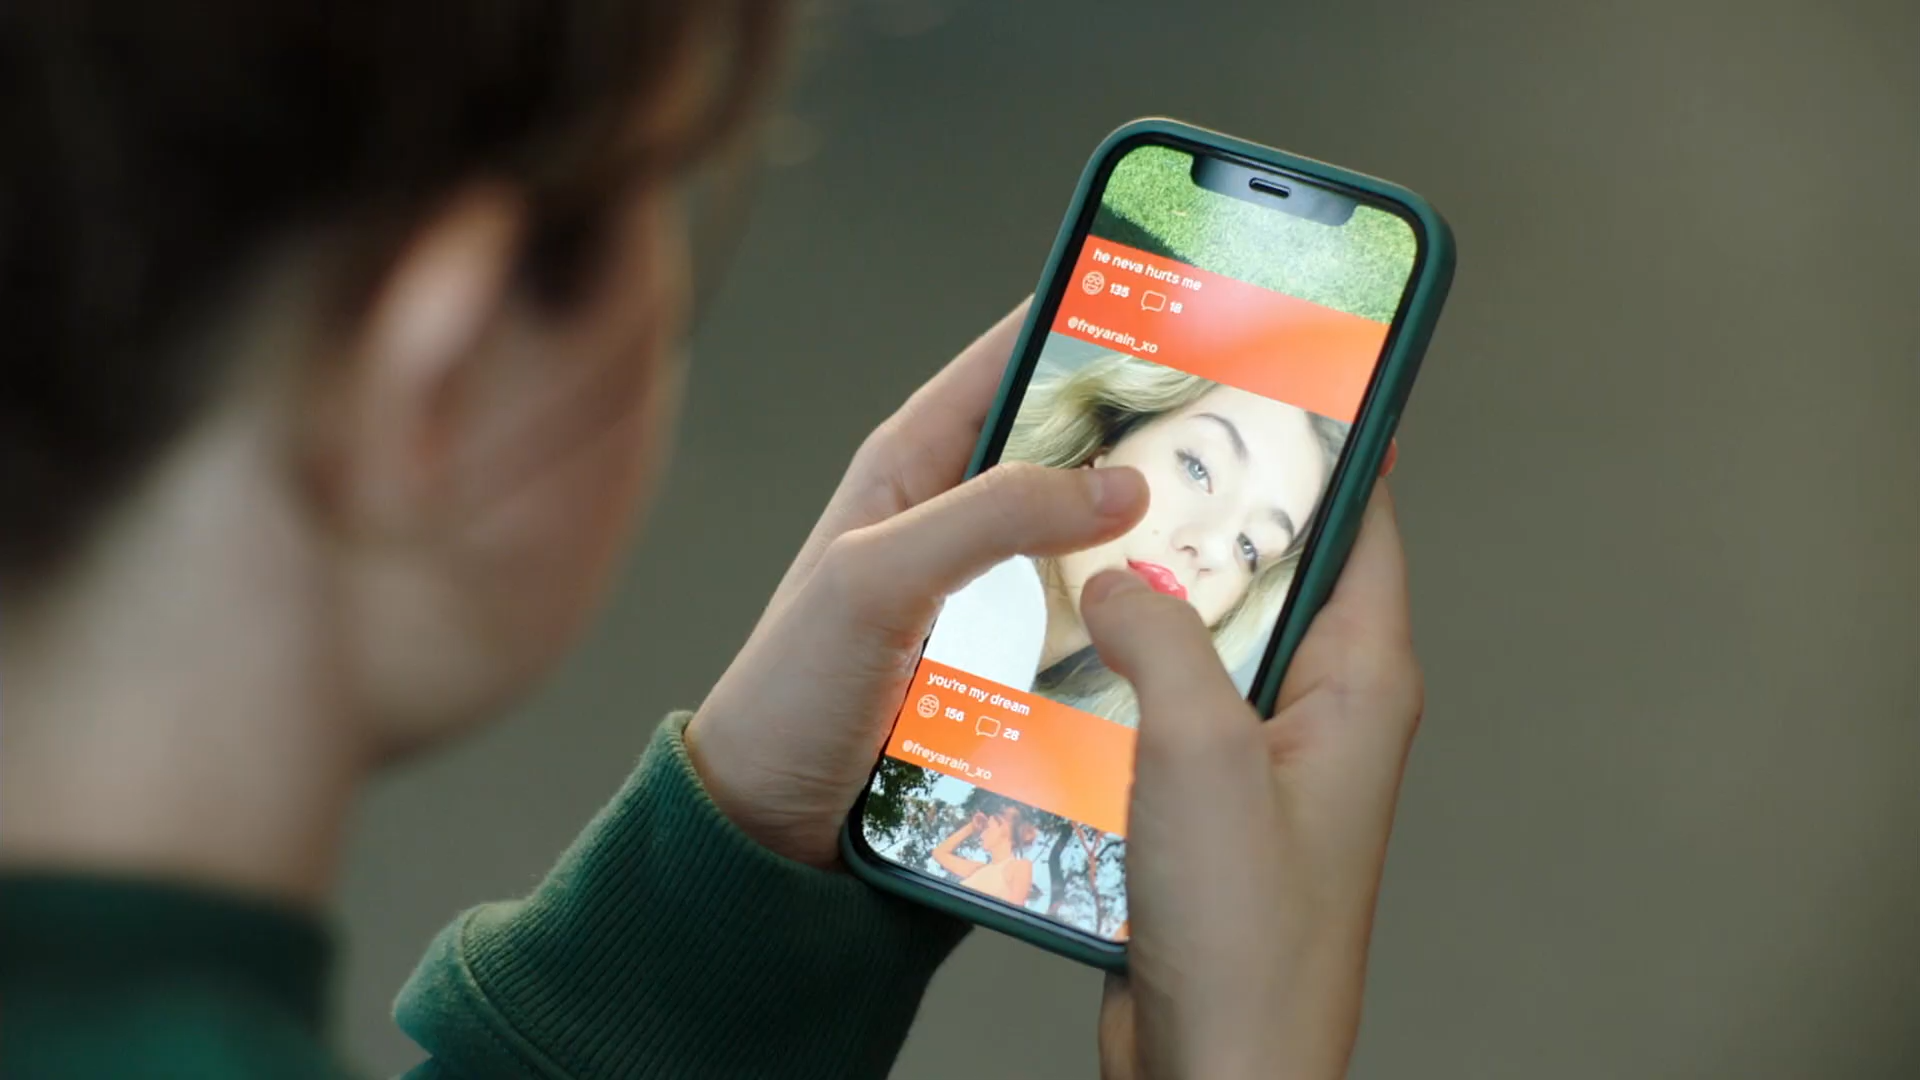 he neva hurts me
135 18
@freyarain_xo
you're my dream
156 28
@freyarain_xo